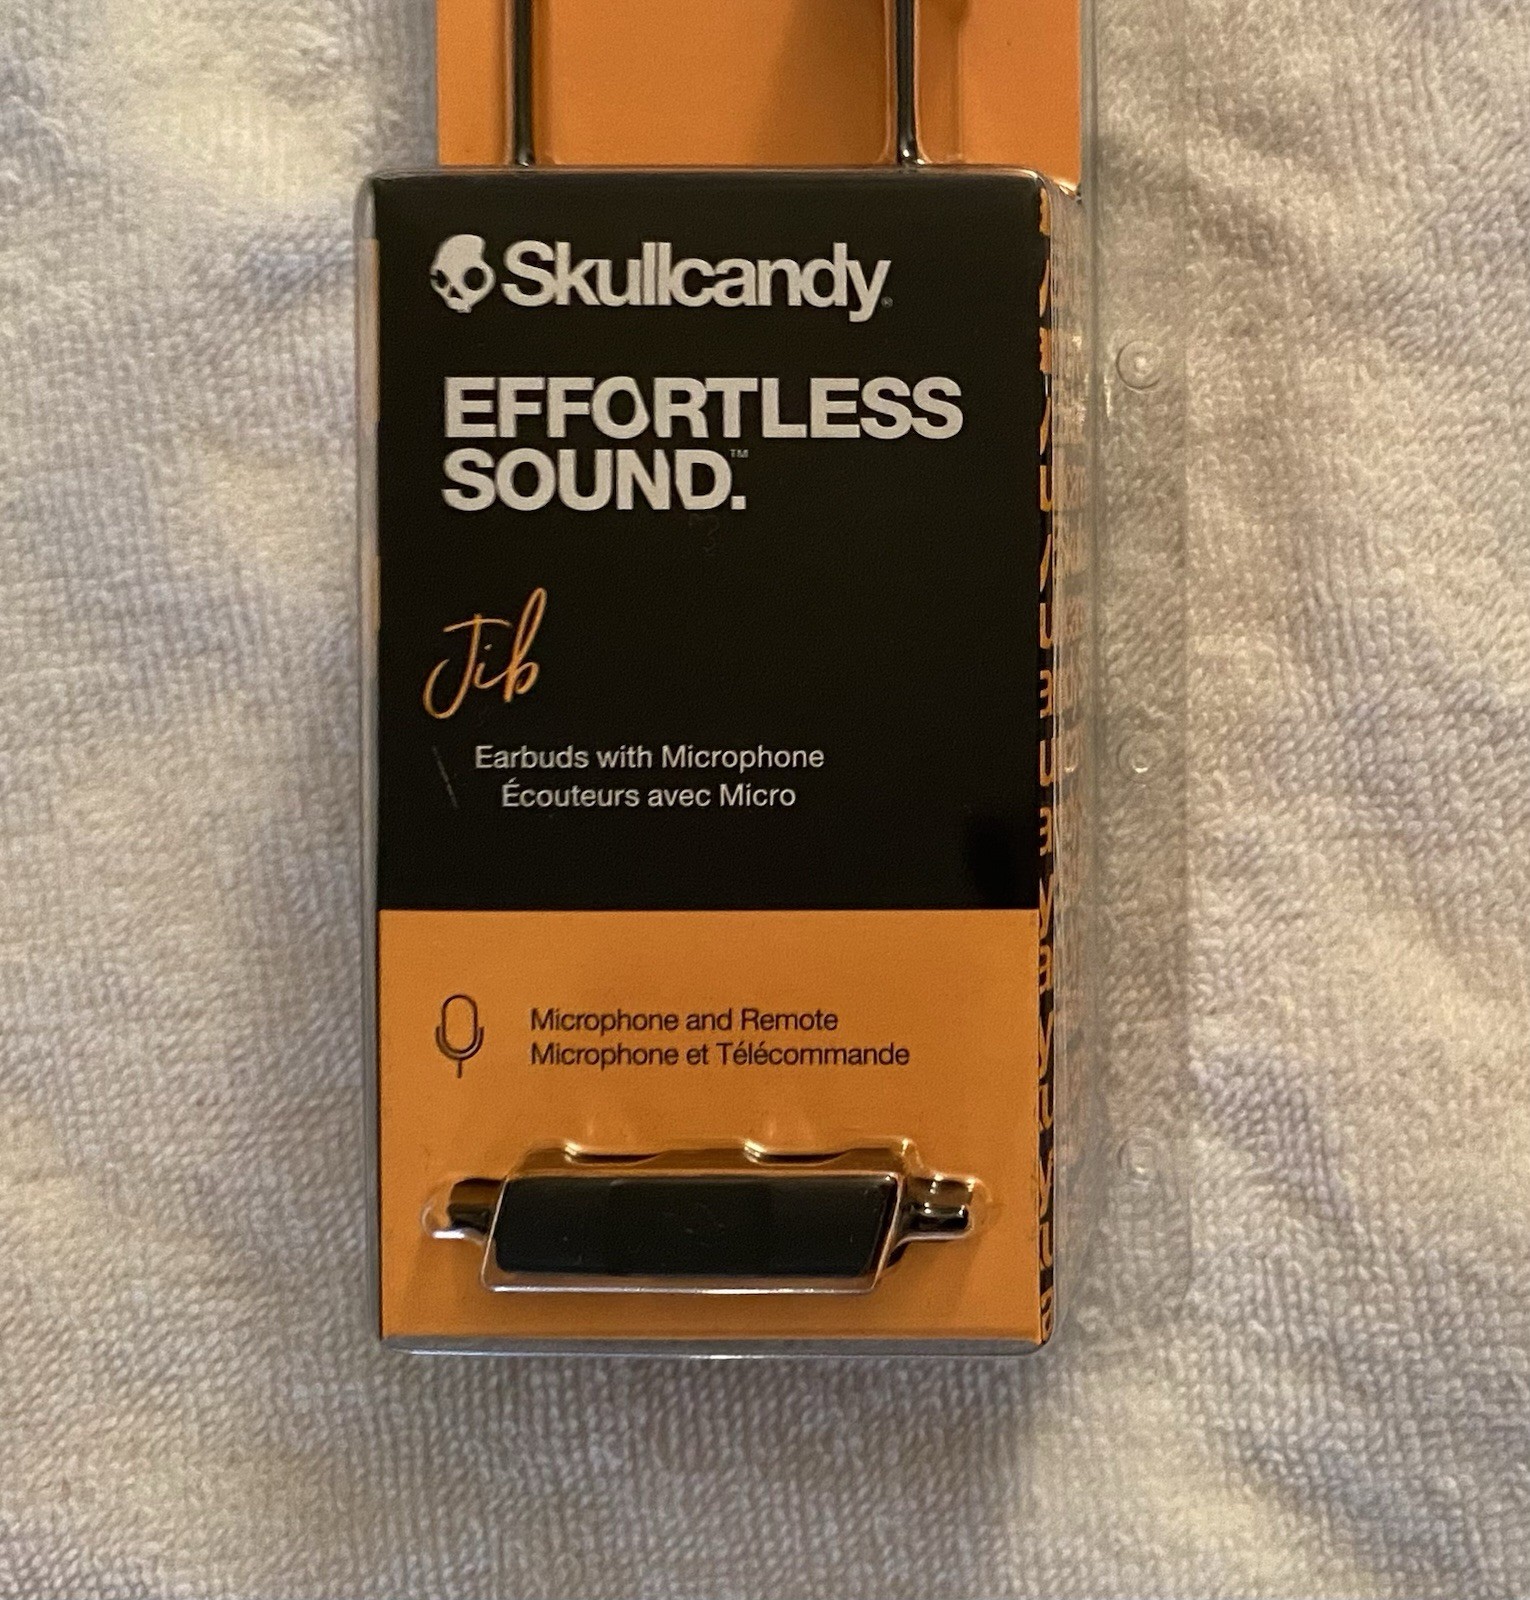 Skullcandy®
EFFORTLESS
SOUND.™
Jib
Earbuds with Microphone
Écouteurs avec Micro
Microphone and Remote
Microphone et Télécommande